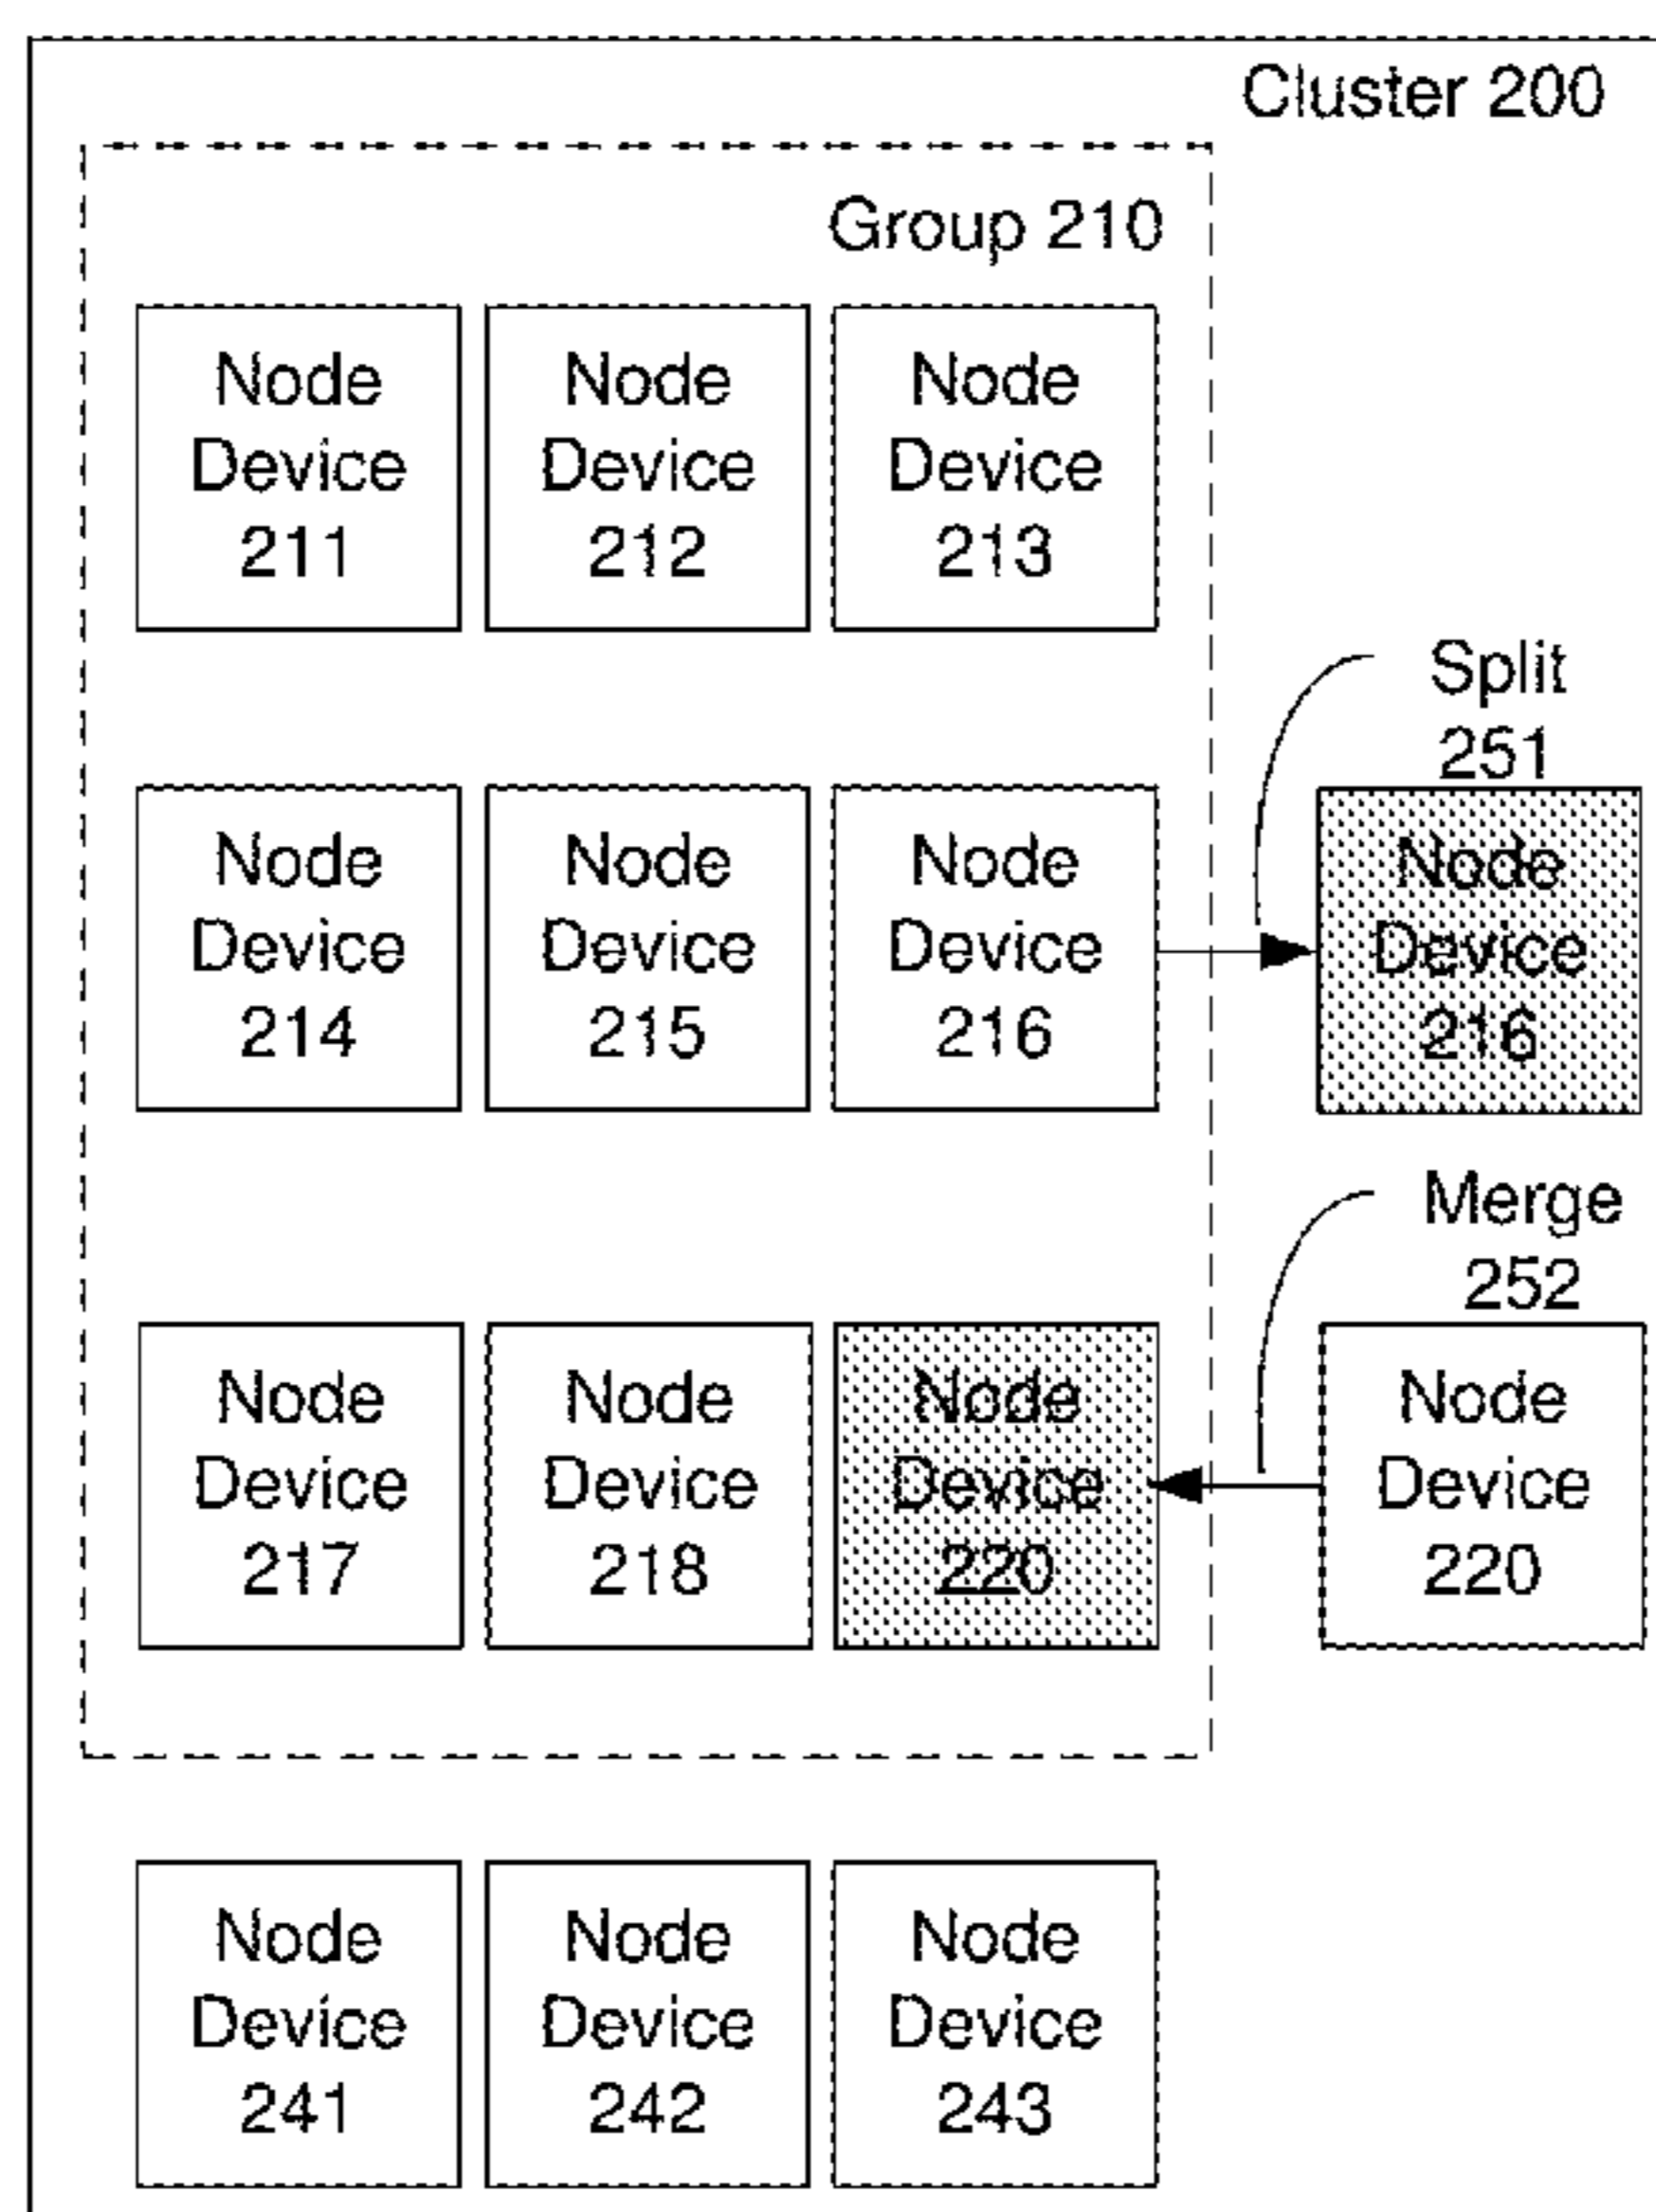 Cluster 200
Group 210
Node
Device
211
Node
Device
212
Node
Device
213
Split
251
Node
Device
214
Node
Device
215
Node
Device
216
Node
Device
216
Merge
252
Node
Device
217
Node
Device
218
Node
Device
220
Node
Device
220
Node
Device
241
Node
Device
242
Node
Device
243